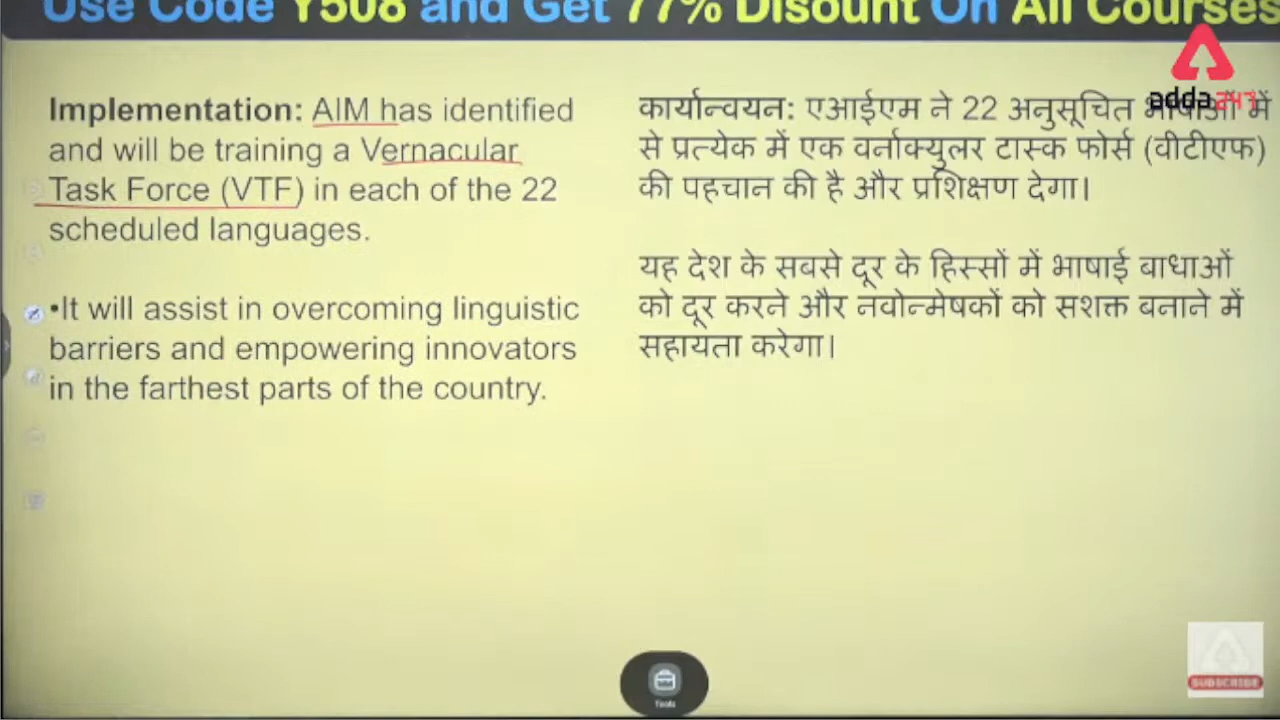 Use Code Y508 and Get 77% Disount On All Courses
adda247
Implementation: AIM has identified
and will be training a Vernacular
Task Force (VTF) in each of the 22
scheduled languages.
•It will assist in overcoming linguistic
barriers and empowering innovators
in the farthest parts of the country.
कार्यान्वयन: एआईएम ने 22 अनुसूचित भाषाओं में
से प्रत्येक में एक वर्नाक्युलर टास्क फोर्स (वीटीएफ)
की पहचान की है और प्रशिक्षण देगा।
यह देश के सबसे दूर के हिस्सों में भाषाई बाधाओं
को दूर करने और नवोन्मेषकों को सशक्त बनाने में
सहायता करेगा।
Tools
SUBSCRIBE